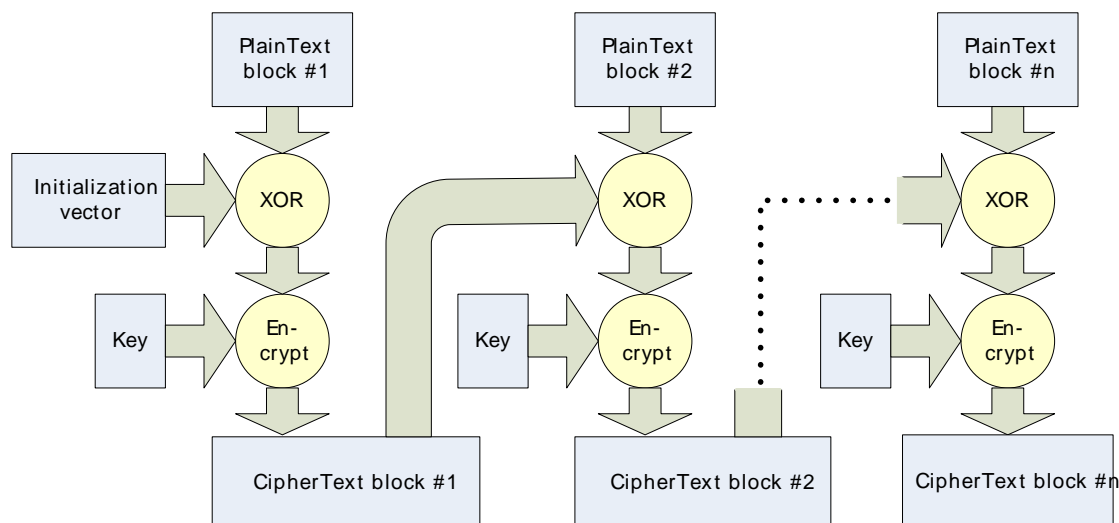 PlainText
block #1
PlainText
block #2
PlainText
block #n
Initialization
vector
XOR
XOR
XOR
Key
En-
crypt
Key
En-
crypt
Key
En-
crypt
CipherText block #1
CipherText block #2
CipherText block #n